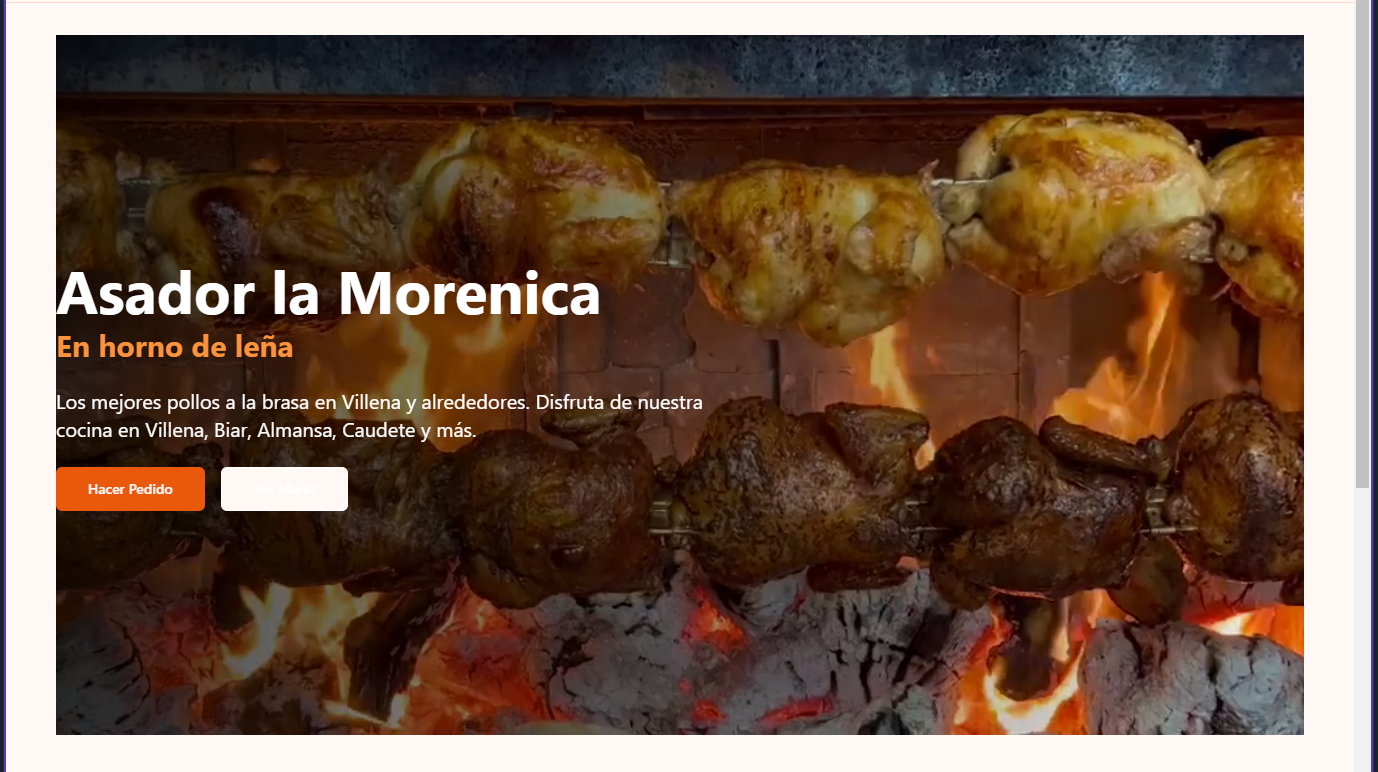 Asador la Morenica
En horno de leña
Los mejores pollos a la brasa en Villena y alrededores. Disfruta de nuestra
cocina en Villena, Biar, Almansa, Caudete y más.
Hacer Pedido
Ver Menú